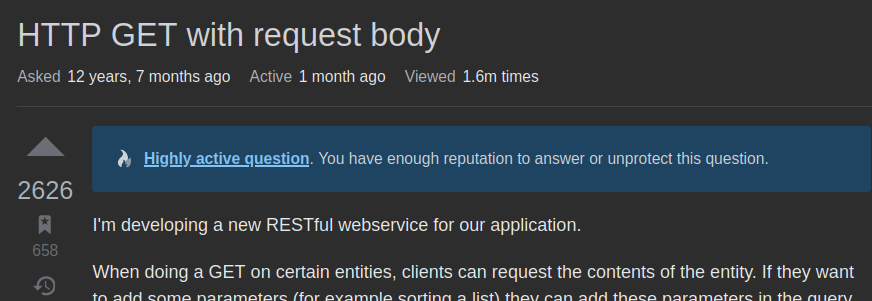 HTTP GET with request body
Asked 12 years, 7 months ago Active 1 month ago Viewed 1.6m times
Highly active question. You have enough reputation to answer or unprotect this question.
2626
658
I'm developing a new RESTful webservice for our application.
When doing a GET on certain entities, clients can request the contents of the entity. If they want
to add some parameters (for example sorting a list) they can add these parameters in the query